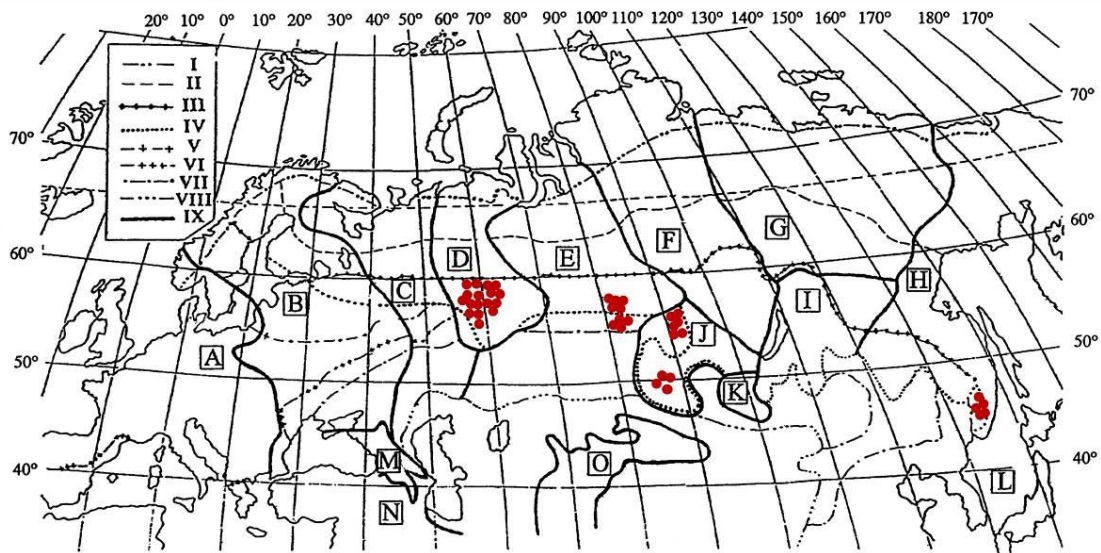 20° 10° 0° 10° 20° 30° 40° 50° 60° 70° 80° 90° 100° 110° 120° 130° 140° 150° 160° 170° 180° 170°
I
II
III
IV
V
VI
VII
VIII
IX
70° 70°
60° 60°
50° 50°
40° 40°
F G
D E H
B C I
A J
K
M O L
N